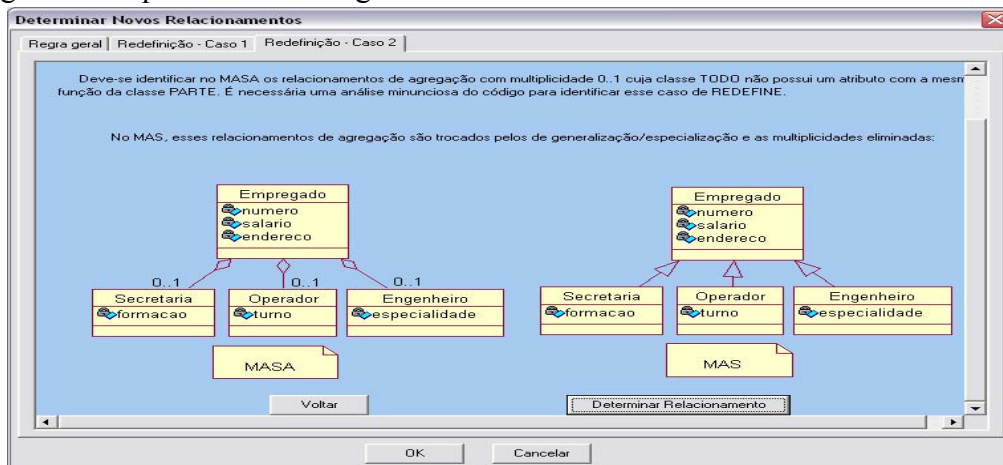 Determinar Novos Relacionamentos
Regra geral Redefinição - Caso 1 Redefinição - Caso 2
Deve-se identificar no MASA os relacionamentos de agregação com multiplicidade 0..1 cuja classe TODO não possui um atributo com a mesm
função da classe PARTE. É necessária uma análise minunciosa do código para identificar esse caso de REDEFINE.
No MAS, esses relacionamentos de agregação são trocados pelos de generalização/especialização e as multiplicidades eliminadas:
Empregado
numero
salario
endereco
0..1 0..1 0..1
Secretaria Operador Engenheiro
formacao turno especialidade
MASA
Empregado
numero
salario
endereco
Secretaria Operador Engenheiro
formacao turno especialidade
MAS
Voltar Determinar Relacionamento
OK Cancelar